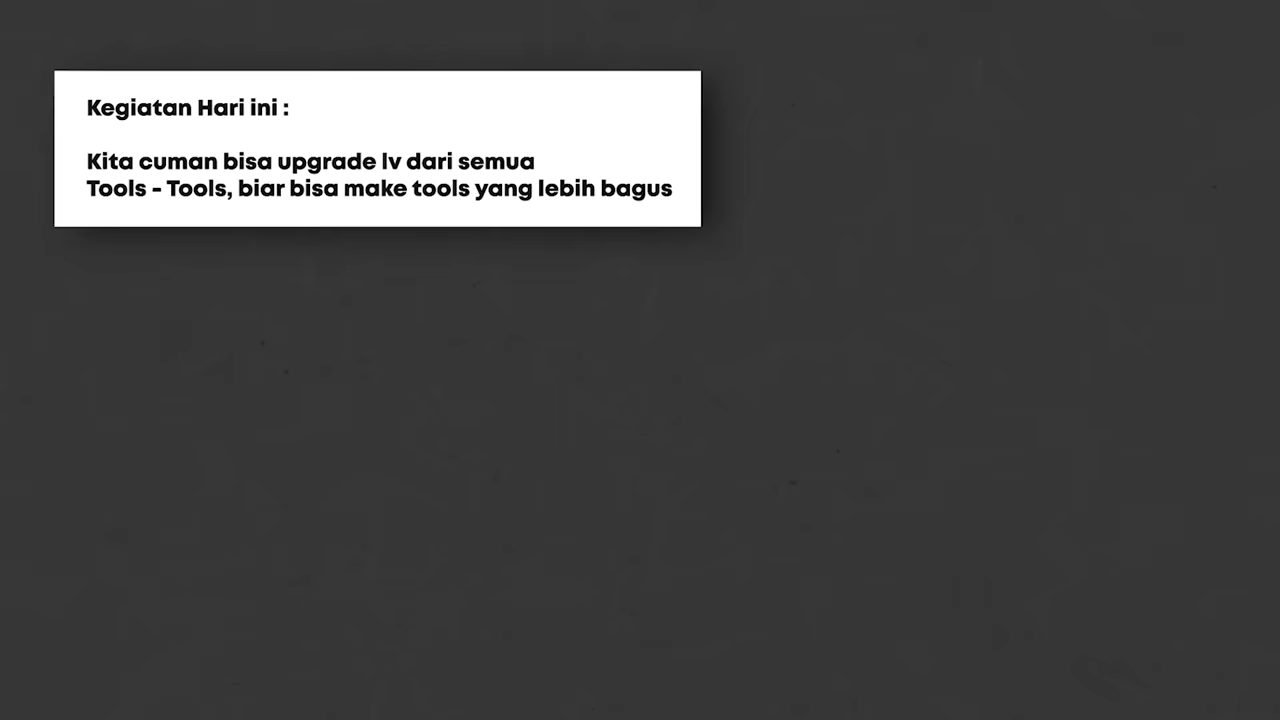 Kegiatan Hari ini :
Kita cuman bisa upgrade lv dari semua
Tools - Tools, biar bisa make tools yang lebih bagus